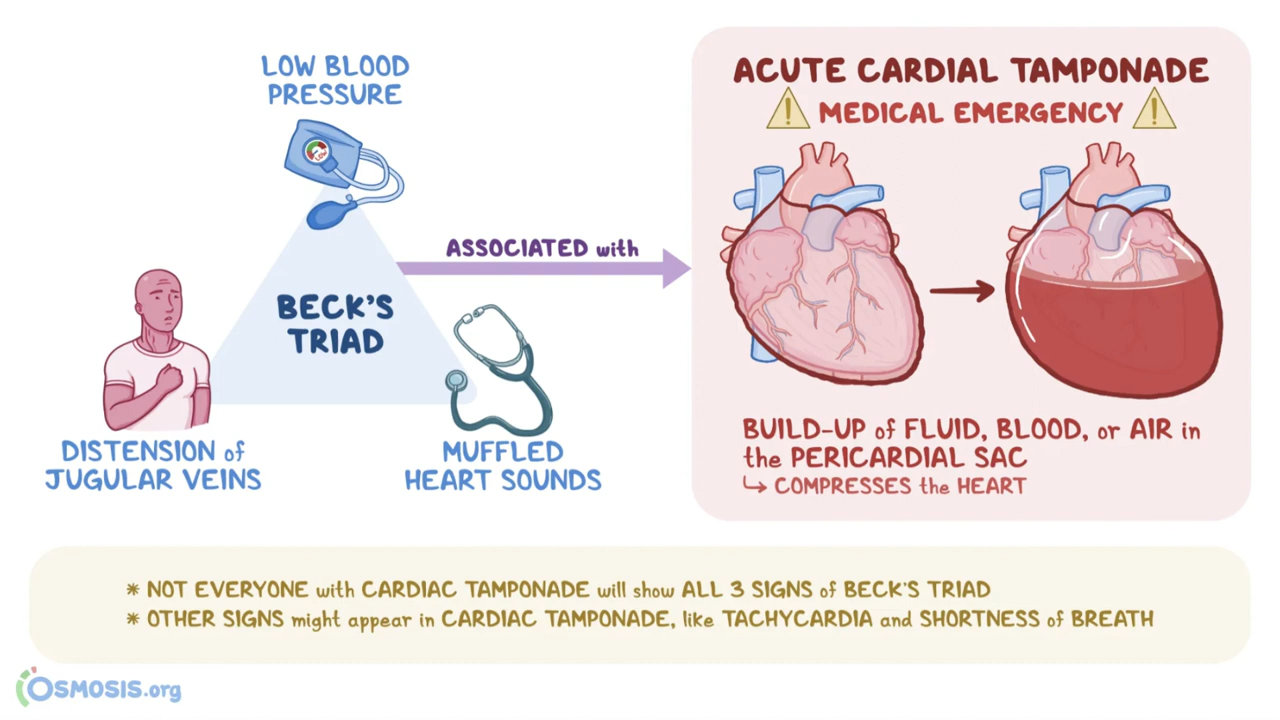 LOW BLOOD
PRESSURE
LOW
BECK'S
TRIAD
DISTENSION of
JUGULAR VEINS
MUFFLED
HEART SOUNDS
ASSOCIATED with
ACUTE CARDIAL TAMPONADE
! MEDICAL EMERGENCY !
BUILD-UP of FLUID, BLOOD, or AIR in
the PERICARDIAL SAC
↳ COMPRESSES the HEART
* NOT EVERYONE with CARDIAC TAMPONADE will show ALL 3 SIGNS of BECK'S TRIAD
* OTHER SIGNS might appear in CARDIAC TAMPONADE, like TACHYCARDIA and SHORTNESS of BREATH
OSMOSIS.org